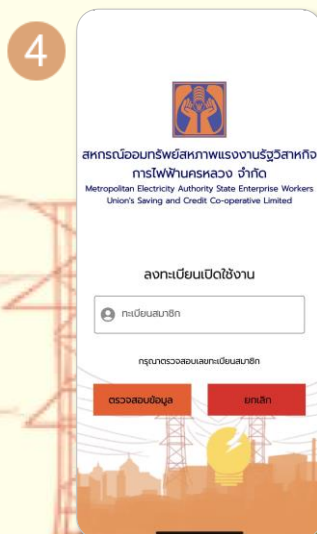 4
สหกรณ์ออมทรัพย์สหภาพแรงงานรัฐวิสาหกิจ
การไฟฟ้านครหลวง จำกัด
Metropolitan Electricity Authority State Enterprise Workers
Union's Saving and Credit Co-operative Limited
ลงทะเบียนเปิดใช้งาน
ทะเบียนสมาชิก
กรุณาตรวจสอบเลขทะเบียนสมาชิก
ตรวจสอบข้อมูล ยกเลิก